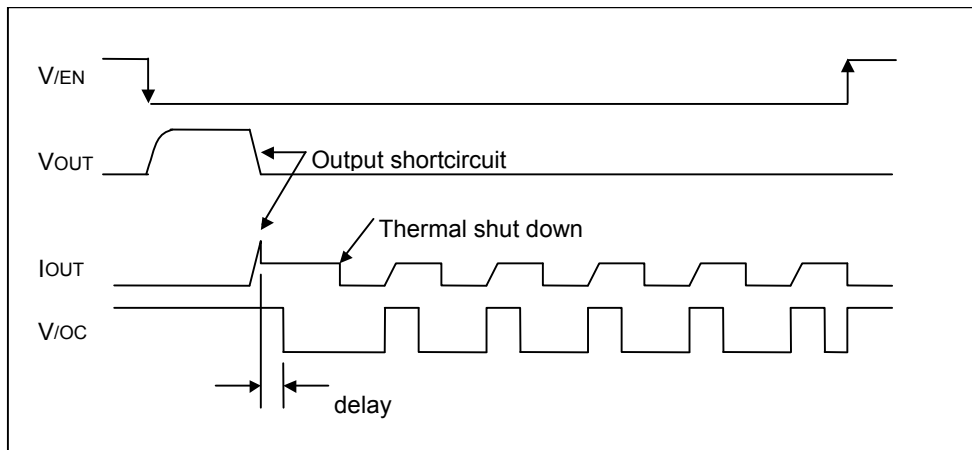 V/EN
VOUT
Output shortcircuit
Thermal shut down
IOUT
V/OC
delay